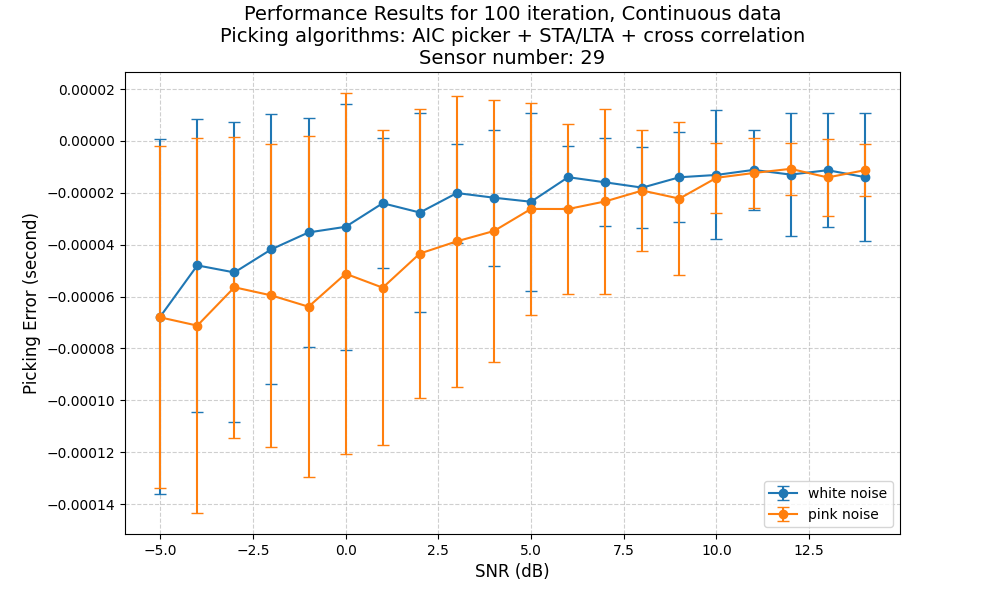 Performance Results for 100 iteration, Continuous data
Picking algorithms: AIC picker + STA/LTA + cross correlation
Sensor number: 29
0.00002
0.00000
−0.00002
−0.00004
−0.00006
−0.00008
−0.00010
−0.00012
−0.00014
Picking Error (second)
white noise
pink noise
−5.0 −2.5 0.0 2.5 5.0 7.5 10.0 12.5
SNR (dB)